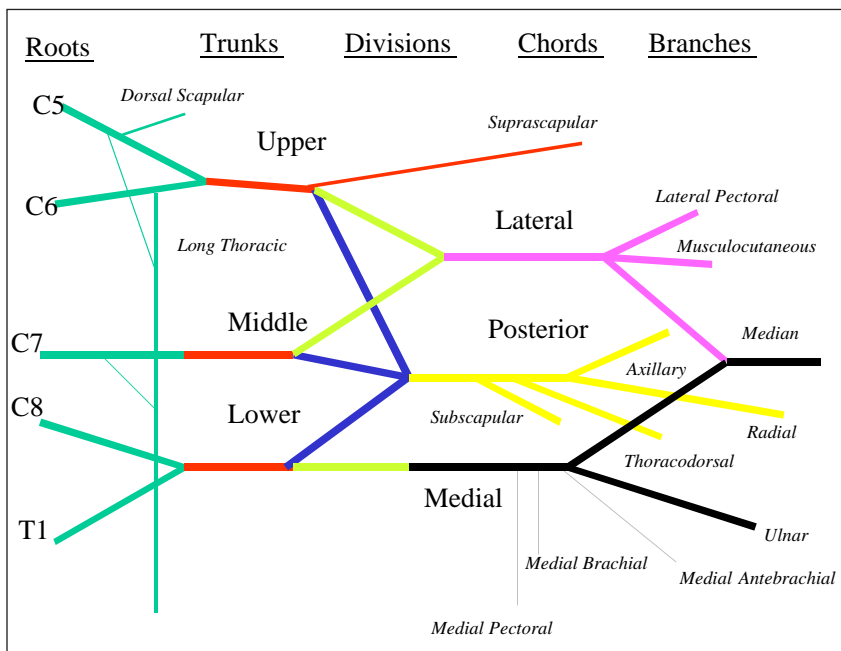 Roots Trunks Divisions Chords Branches
C5 Dorsal Scapular
Upper Suprascapular
C6 Lateral Pectoral
Long Thoracic Lateral Musculocutaneous
C7 Middle Posterior Median
Axillary
C8 Lower Subscapular Radial
Thoracodorsal
Medial
T1 Ulnar
Medial Brachial Medial Antebrachial
Medial Pectoral